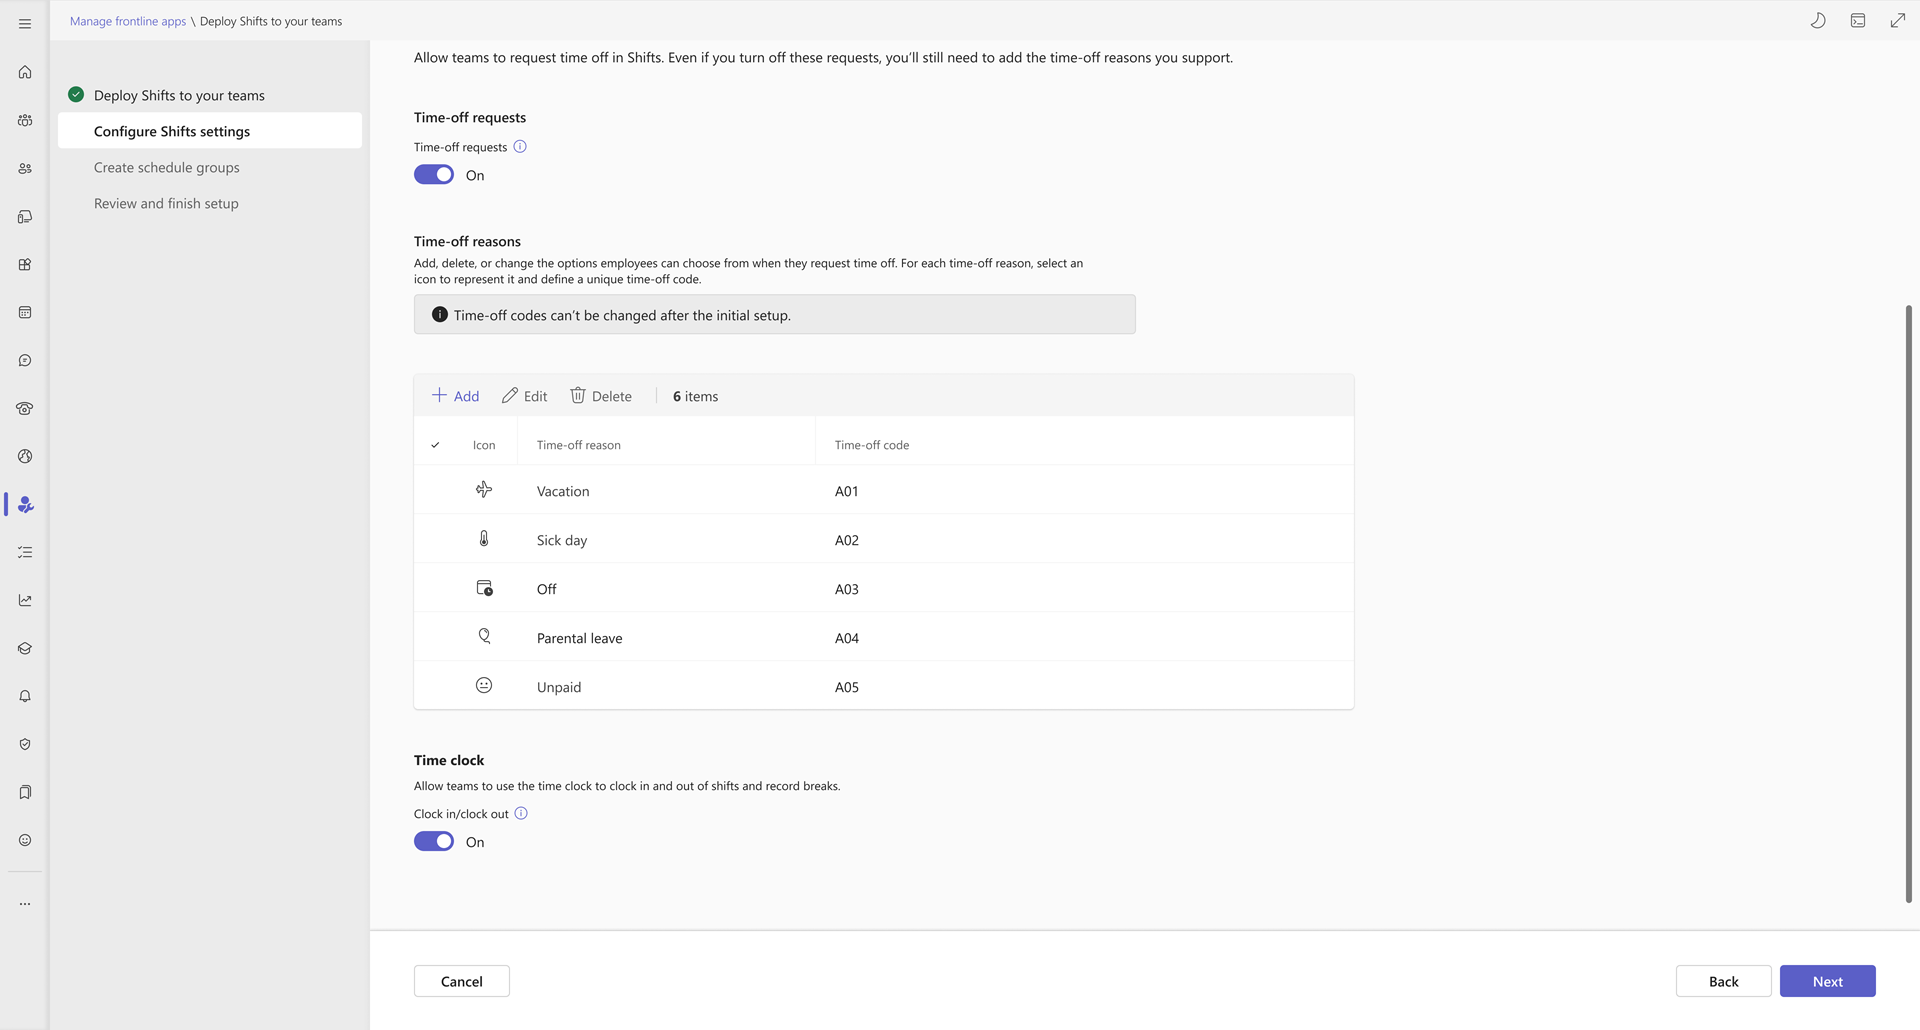 Manage frontline apps \ Deploy Shifts to your teams
Deploy Shifts to your teams
Configure Shifts settings
Create schedule groups
Review and finish setup
Allow teams to request time off in Shifts. Even if you turn off these requests, you’ll still need to add the time-off reasons you support.
Time-off requests
Time-off requests
On
Time-off reasons
Add, delete, or change the options employees can choose from when they request time off. For each time-off reason, select an
icon to represent it and define a unique time-off code.
Time-off codes can’t be changed after the initial setup.
Add Edit Delete 6 items
Icon Time-off reason Time-off code
Vacation A01
Sick day A02
Off A03
Parental leave A04
Unpaid A05
Time clock
Allow teams to use the time clock to clock in and out of shifts and record breaks.
Clock in/clock out
On
Cancel Back Next